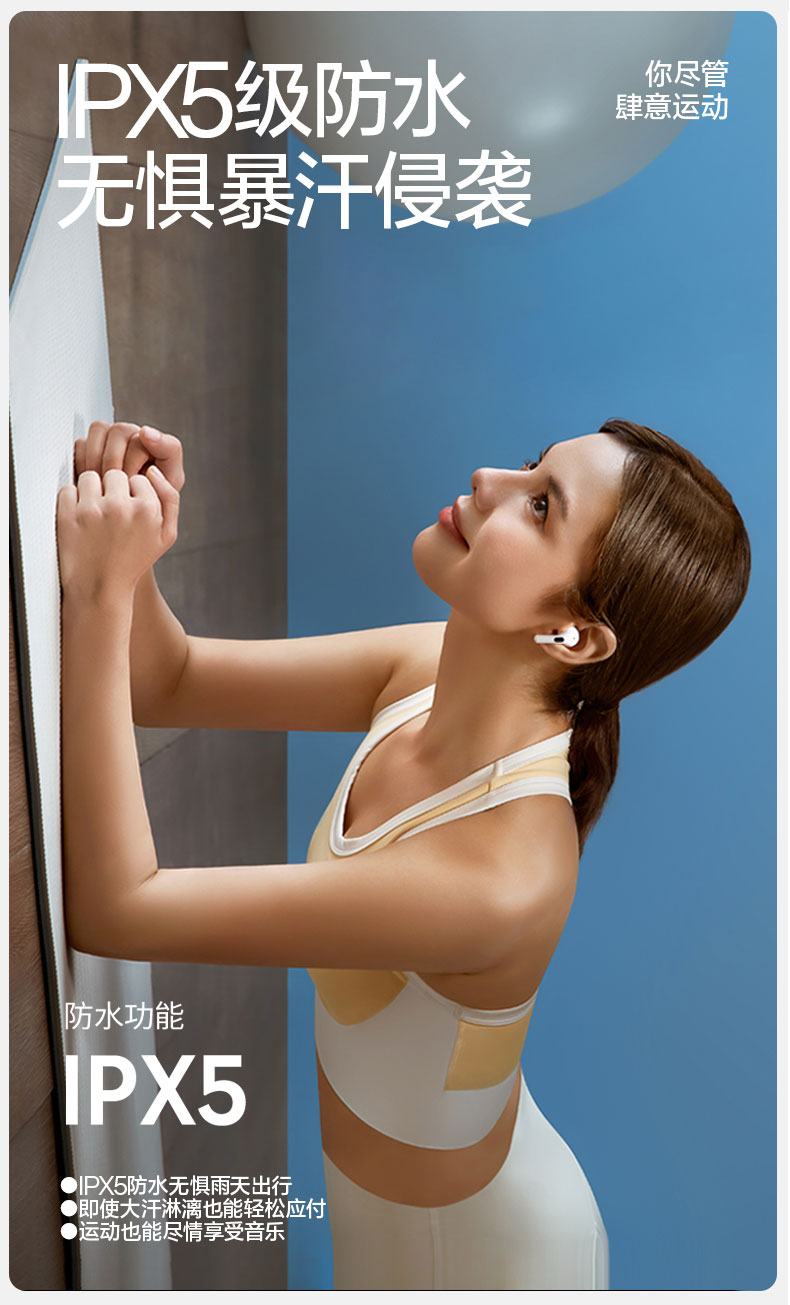 IPX5级防水
无惧暴汗侵袭
你尽管
肆意运动
防水功能
IPX5
●IPX5防水无惧雨天出行
●即使大汗淋漓也能轻松应付
●运动也能尽情享受音乐